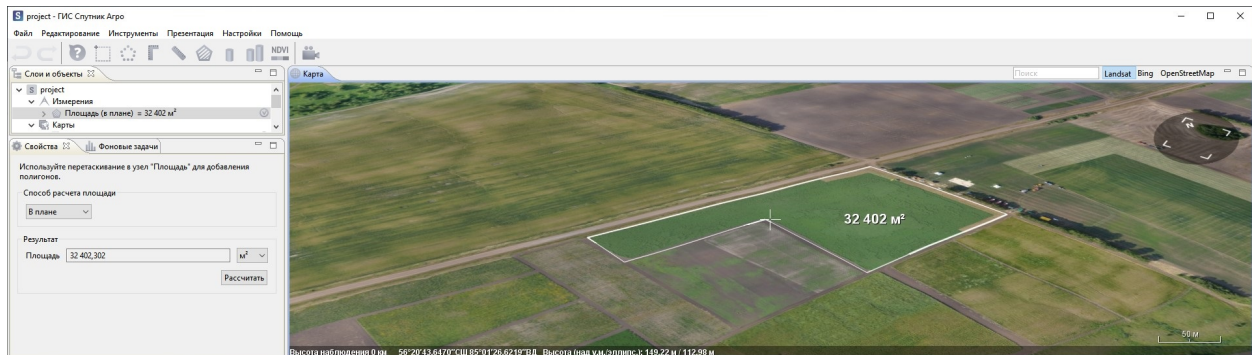 project - ГИС Спутник Агро
Файл Редактирование Инструменты Презентация Настройки Помощь
NDVI
Слои и объекты
project
Измерения
Площадь (в плане) = 32 402 м²
Карты
Свойства Фоновые задачи
Используйте перетаскивание в узел "Площадь" для добавления
полигонов.
Способ расчета площади
В плане
Результат
Площадь 32 402,302 м²
Рассчитать
Карта Поиск Landsat Bing OpenStreetMap
N
32 402 м²
50 м
Высота наблюдения 0 км 56°20'43,6470"СШ 85°01'26,6219"ВД Высота (над у.м./эллипс.): 149,22 м / 112,98 м